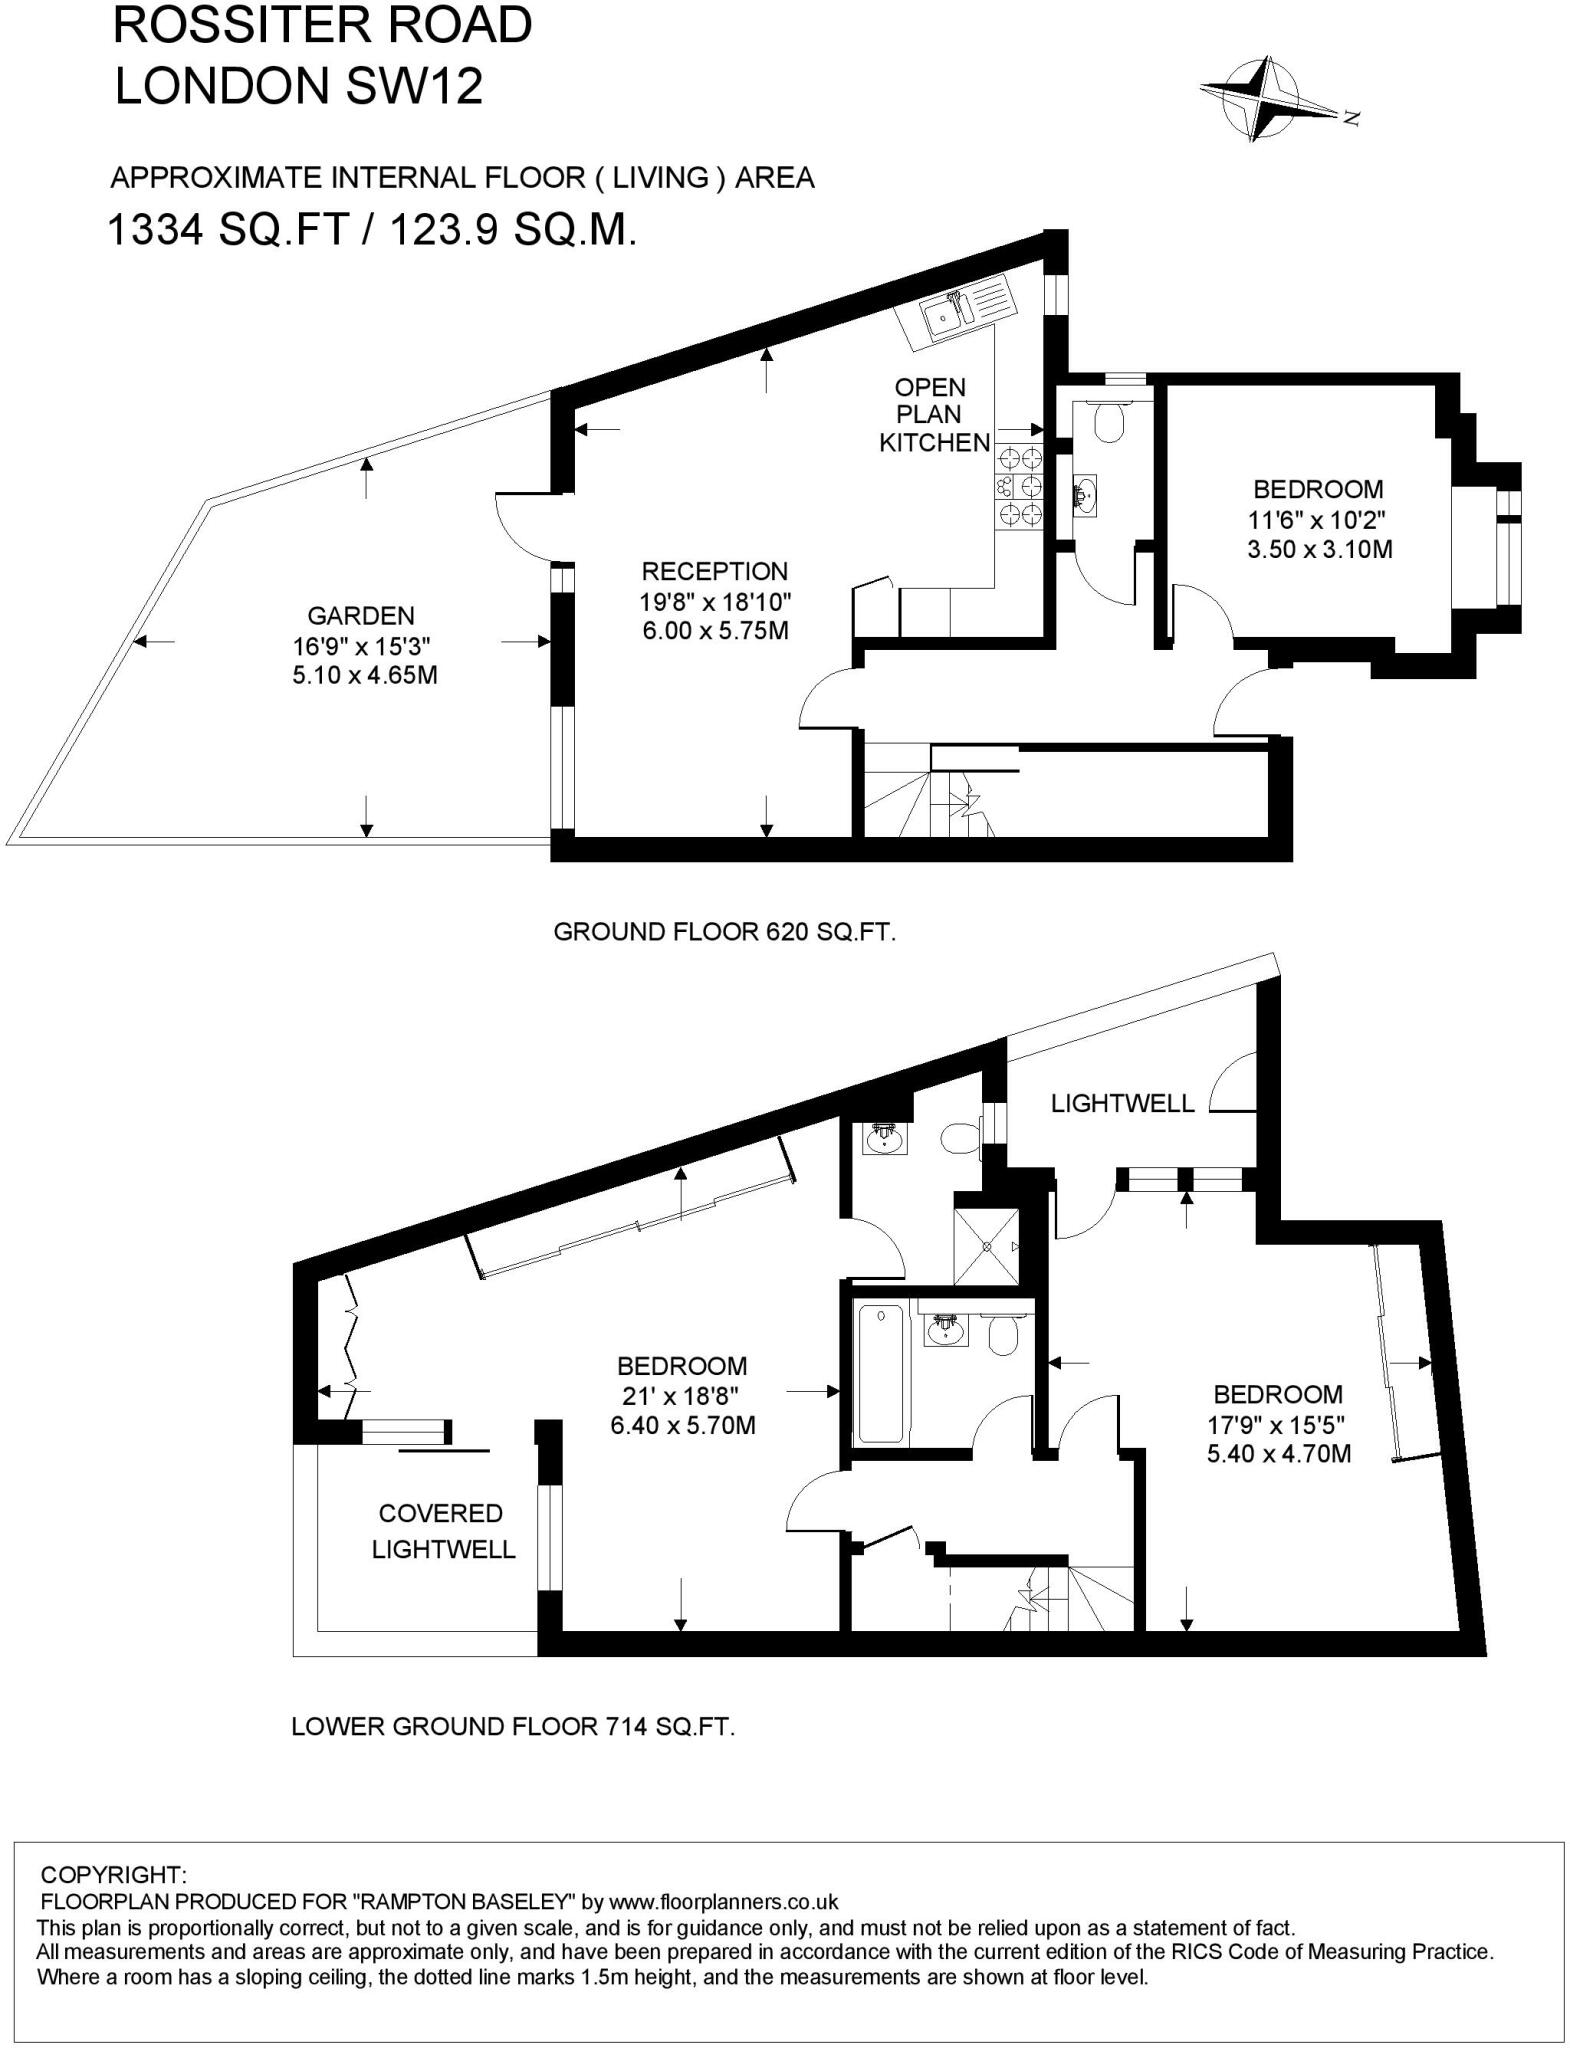 ROSSITER ROAD
LONDON SW12
N
APPROXIMATE INTERNAL FLOOR ( LIVING ) AREA
1334 SQ.FT / 123.9 SQ.M.
OPEN
PLAN
KITCHEN
BEDROOM
11'6" x 10'2"
3.50 x 3.10M
RECEPTION
19'8" x 18'10"
6.00 x 5.75M
GARDEN
16'9" x 15'3"
5.10 x 4.65M
GROUND FLOOR 620 SQ.FT.
LIGHTWELL
BEDROOM
21' x 18'8"
6.40 x 5.70M
BEDROOM
17'9" x 15'5"
5.40 x 4.70M
COVERED
LIGHTWELL
LOWER GROUND FLOOR 714 SQ.FT.
COPYRIGHT:
FLOORPLAN PRODUCED FOR "RAMPTON BASELEY" by www.floorplanners.co.uk
This plan is proportionally correct, but not to a given scale, and is for guidance only, and must not be relied upon as a statement of fact.
All measurements and areas are approximate only, and have been prepared in accordance with the current edition of the RICS Code of Measuring Practice.
Where a room has a sloping ceiling, the dotted line marks 1.5m height, and the measurements are shown at floor level.